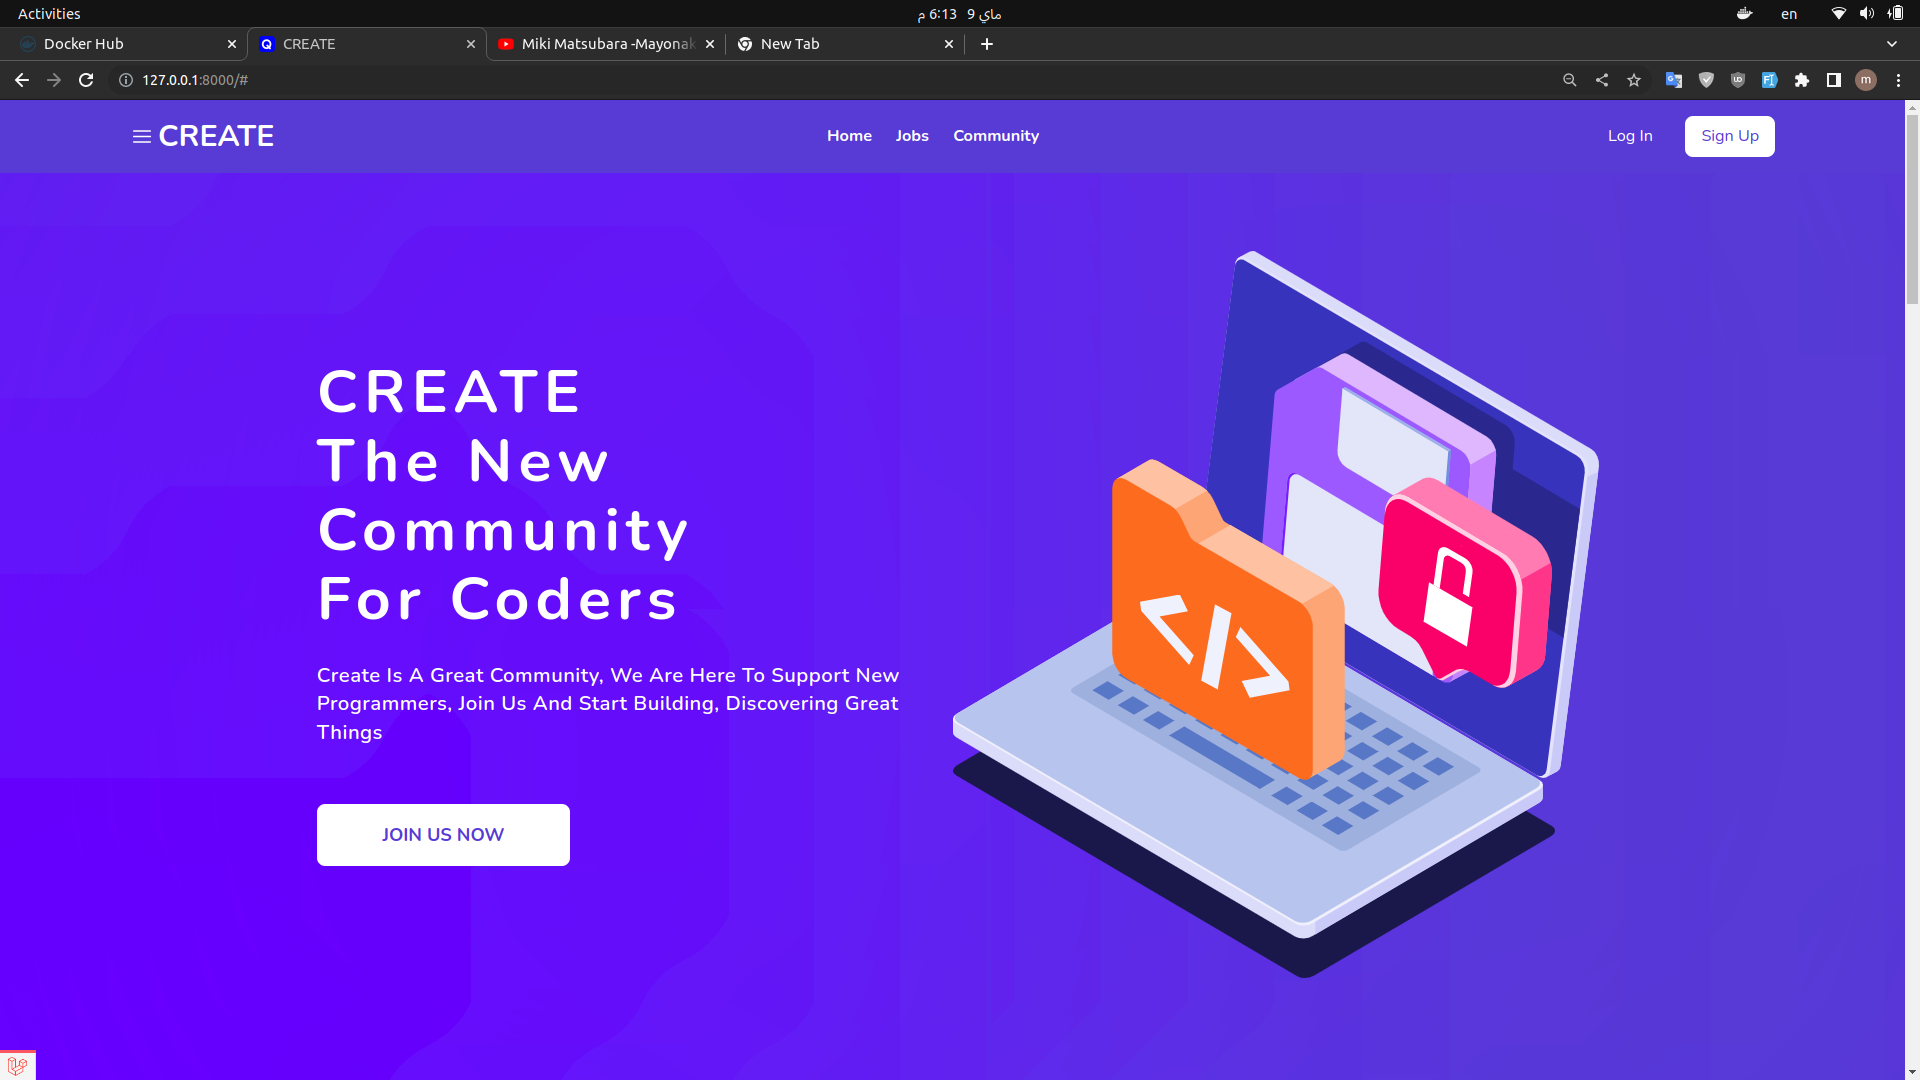 Activities
ماي 9 6:13 م
en
Docker Hub
CREATE
Miki Matsubara -Mayonak
New Tab
127.0.0.1:8000/#
m
CREATE
Home
Jobs
Community
Log In
Sign Up
CREATE
The New
Community
For Coders
Create Is A Great Community, We Are Here To Support New
Programmers, Join Us And Start Building, Discovering Great
Things
JOIN US NOW
</>